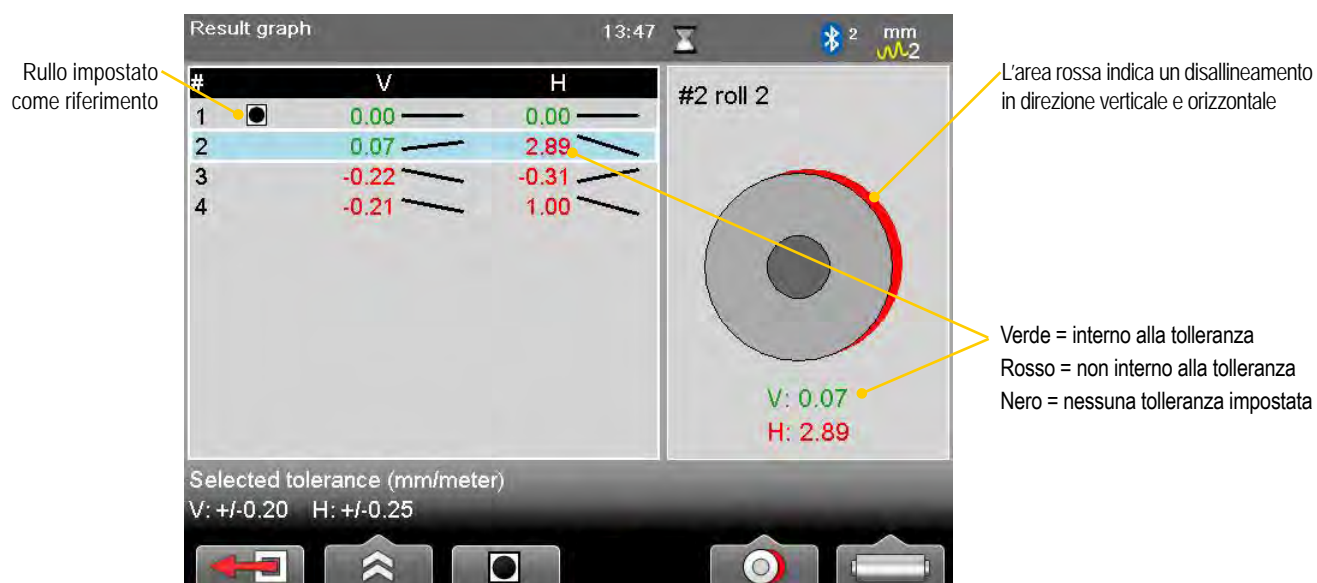 Result graph 13:47 2 mm
2
Rullo impostato
come riferimento
# V H
1 0.00 0.00
2 0.07 2.89
3 -0.22 -0.31
4 -0.21 1.00
#2 roll 2
V: 0.07
H: 2.89
L'area rossa indica un disallineamento
in direzione verticale e orizzontale
Verde = interno alla tolleranza
Rosso = non interno alla tolleranza
Nero = nessuna tolleranza impostata
Selected tolerance (mm/meter)
V: +/-0.20 H: +/-0.25